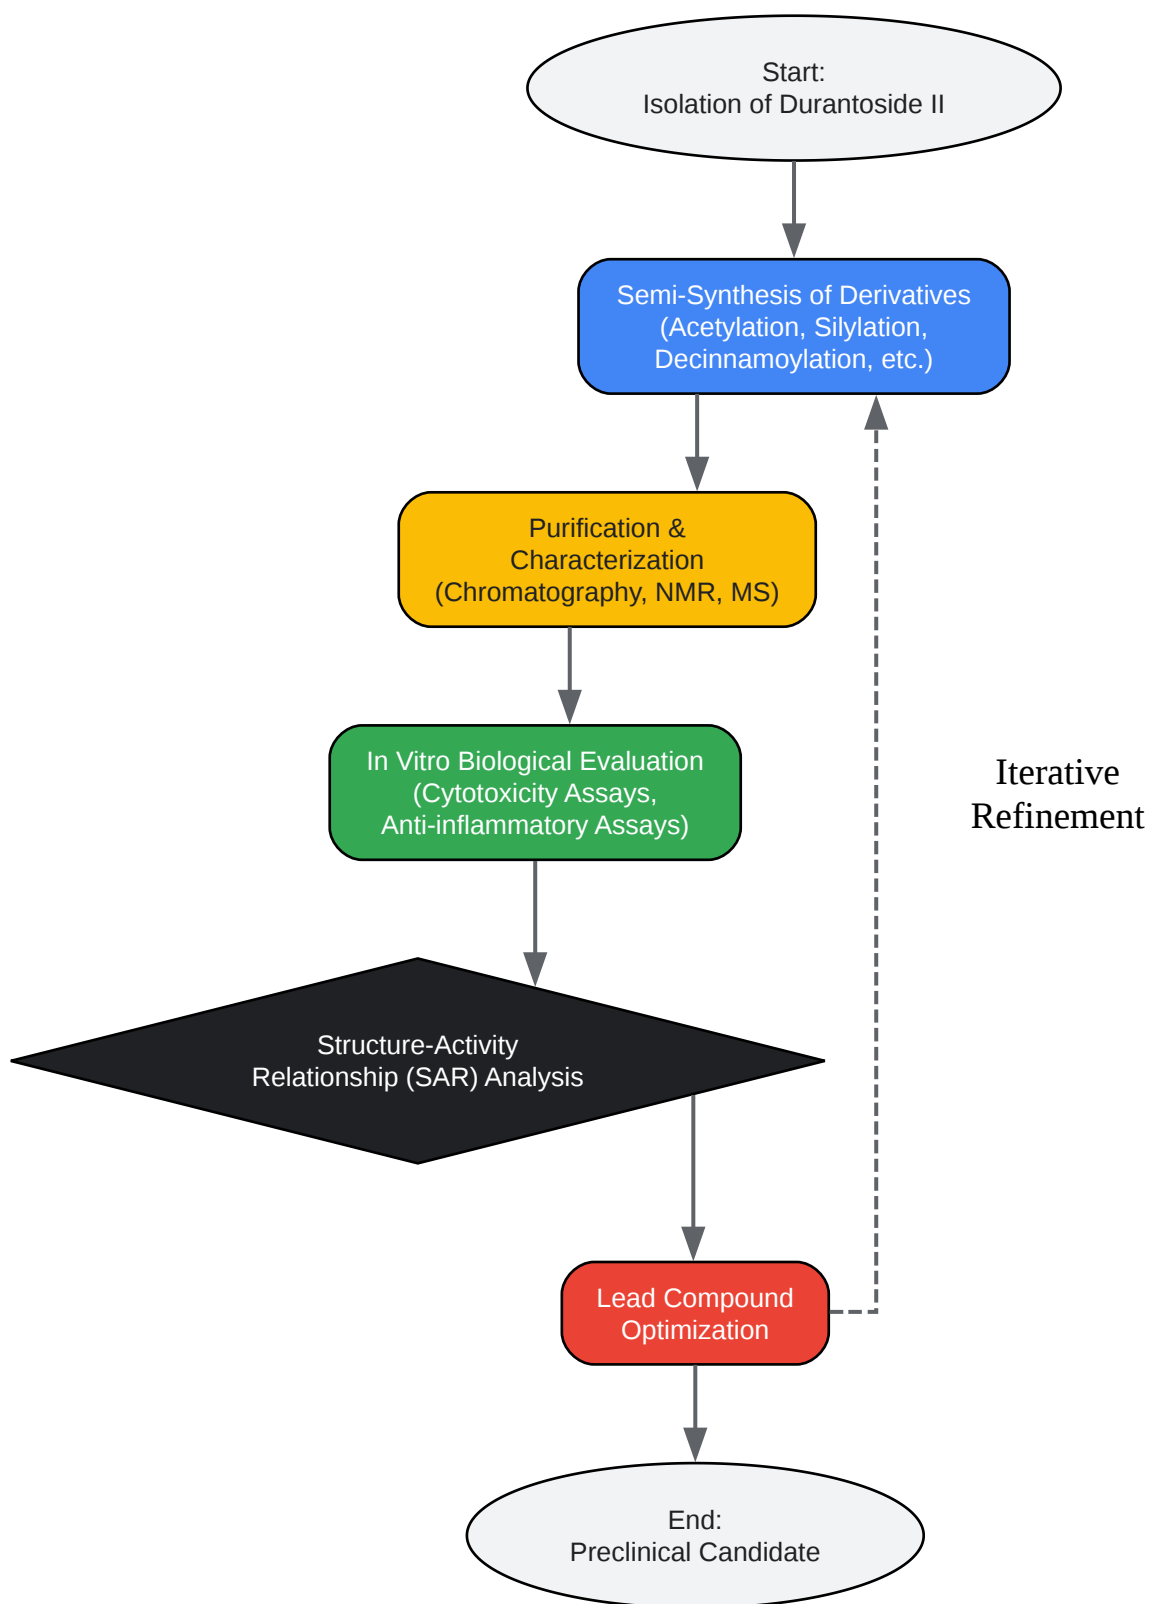 Start:
Isolation of Durantoside II
Semi-Synthesis of Derivatives
(Acetylation, Silylation,
Decinnamoylation, etc.)
Purification &
Characterization
(Chromatography, NMR, MS)
In Vitro Biological Evaluation
(Cytotoxicity Assays,
Anti-inflammatory Assays)
Iterative
Refinement
Structure-Activity
Relationship (SAR) Analysis
Lead Compound
Optimization
End:
Preclinical Candidate